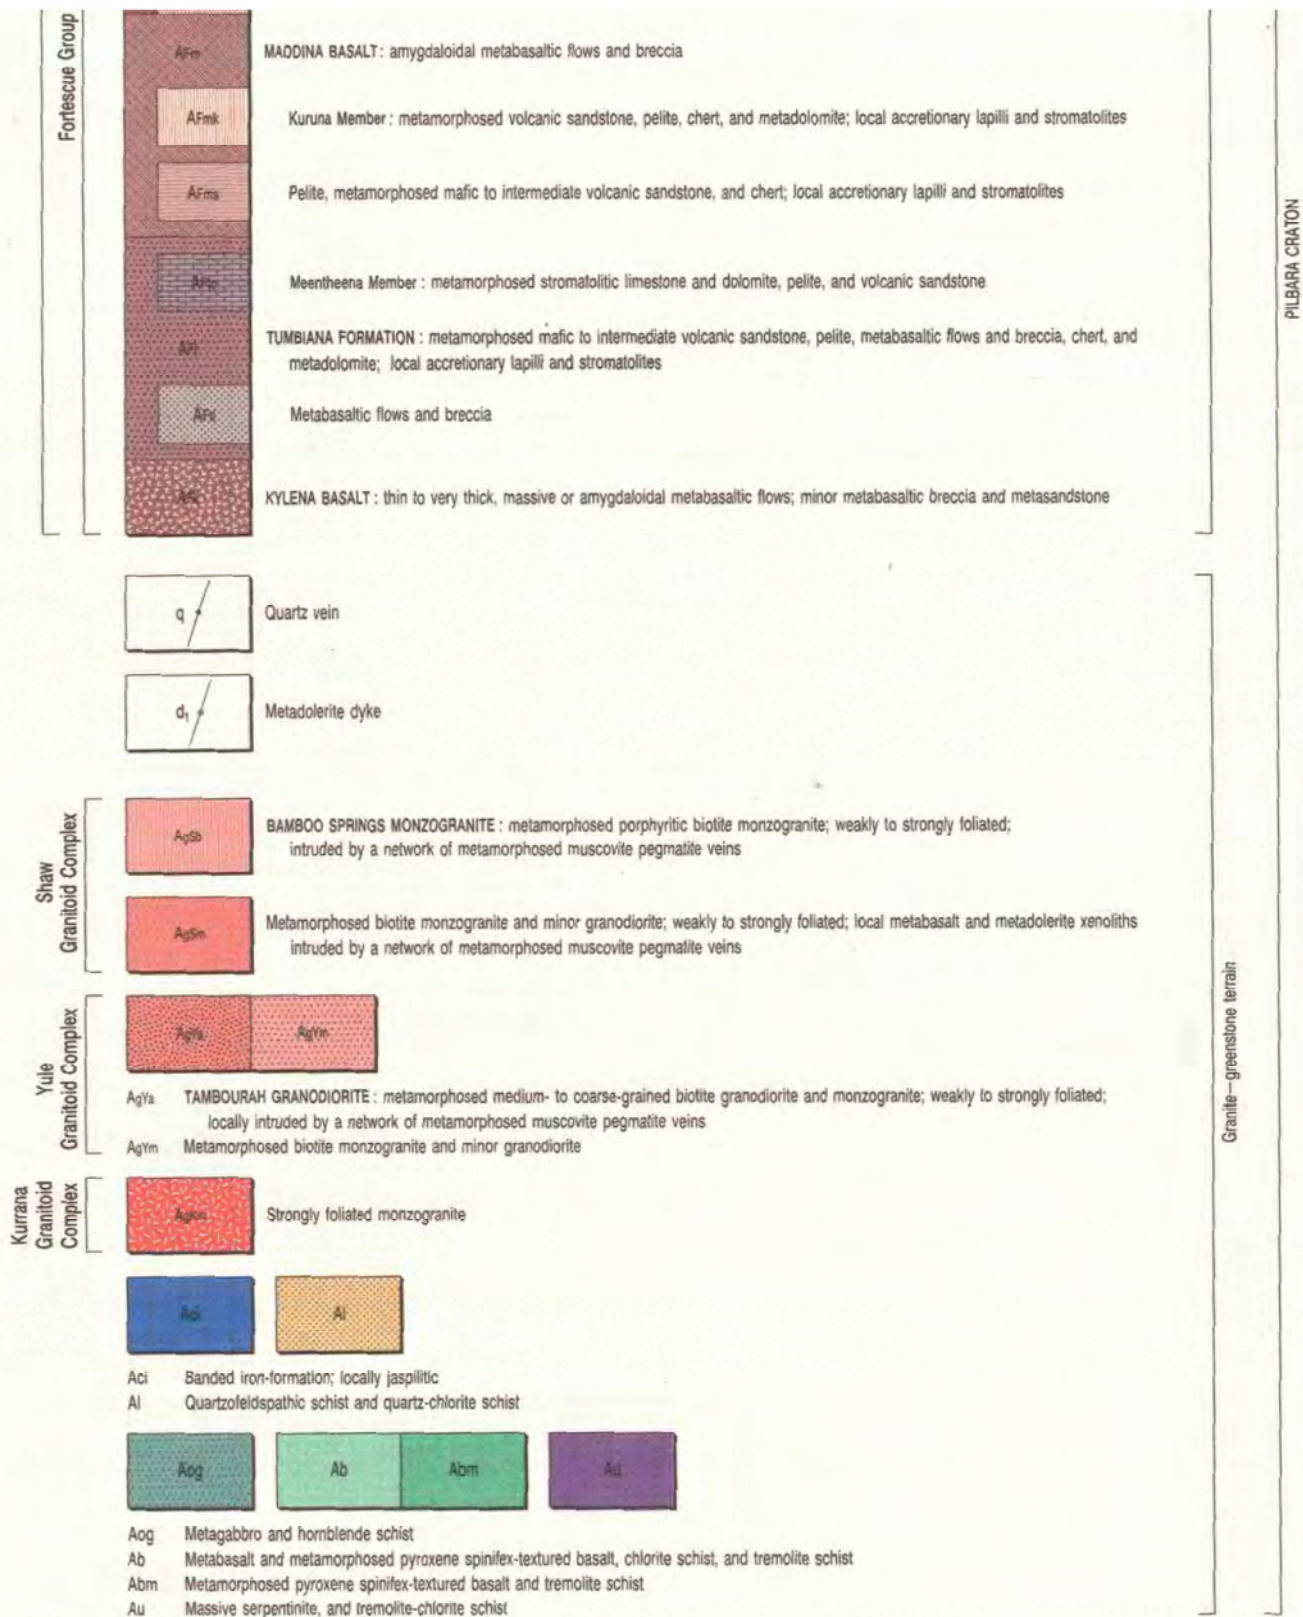 Fortescue Group
PILBARA CRATON
AFm
MADDINA BASALT : amygdaloidal metabasaltic flows and breccia
AFmk
Kuruna Member : metamorphosed volcanic sandstone, pelite, chert, and metadolomite; local accretionary lapilli and stromatolites
AFms
Pelite, metamorphosed mafic to intermediate volcanic sandstone, and chert; local accretionary lapilli and stromatolites
Meentheena Member : metamorphosed stromatolitic limestone and dolomite, pelite, and volcanic sandstone
AFt
TUMBIANA FORMATION : metamorphosed mafic to intermediate volcanic sandstone, pelite, metabasaltic flows and breccia, chert, and
metadolomite; local accretionary lapilli and stromatolites
Metabasaltic flows and breccia
KYLENA BASALT : thin to very thick, massive or amygdaloidal metabasaltic flows; minor metabasaltic breccia and metasandstone
q
Quartz vein
d₁
Metadolerite dyke
Granite—greenstone terrain
Shaw
Granitoid Complex
AgSb
BAMBOO SPRINGS MONZOGRANITE : metamorphosed porphyritic biotite monzogranite; weakly to strongly foliated;
intruded by a network of metamorphosed muscovite pegmatite veins
AgSm
Metamorphosed biotite monzogranite and minor granodiorite; weakly to strongly foliated; local metabasalt and metadolerite xenoliths
intruded by a network of metamorphosed muscovite pegmatite veins
Yule
Granitoid Complex
AgYa AgYm
AgYa TAMBOURAH GRANODIORITE : metamorphosed medium- to coarse-grained biotite granodiorite and monzogranite; weakly to strongly foliated;
locally intruded by a network of metamorphosed muscovite pegmatite veins
AgYm Metamorphosed biotite monzogranite and minor granodiorite
Kurrana
Granitoid
Complex
AgKm
Strongly foliated monzogranite
Aci Al
Aci Banded iron-formation; locally jaspilitic
Al Quartzofeldspathic schist and quartz-chlorite schist
Aog Ab Abm Au
Aog Metagabbro and hornblende schist
Ab Metabasalt and metamorphosed pyroxene spinifex-textured basalt, chlorite schist, and tremolite schist
Abm Metamorphosed pyroxene spinifex-textured basalt and tremolite schist
Au Massive serpentinite, and tremolite-chlorite schist